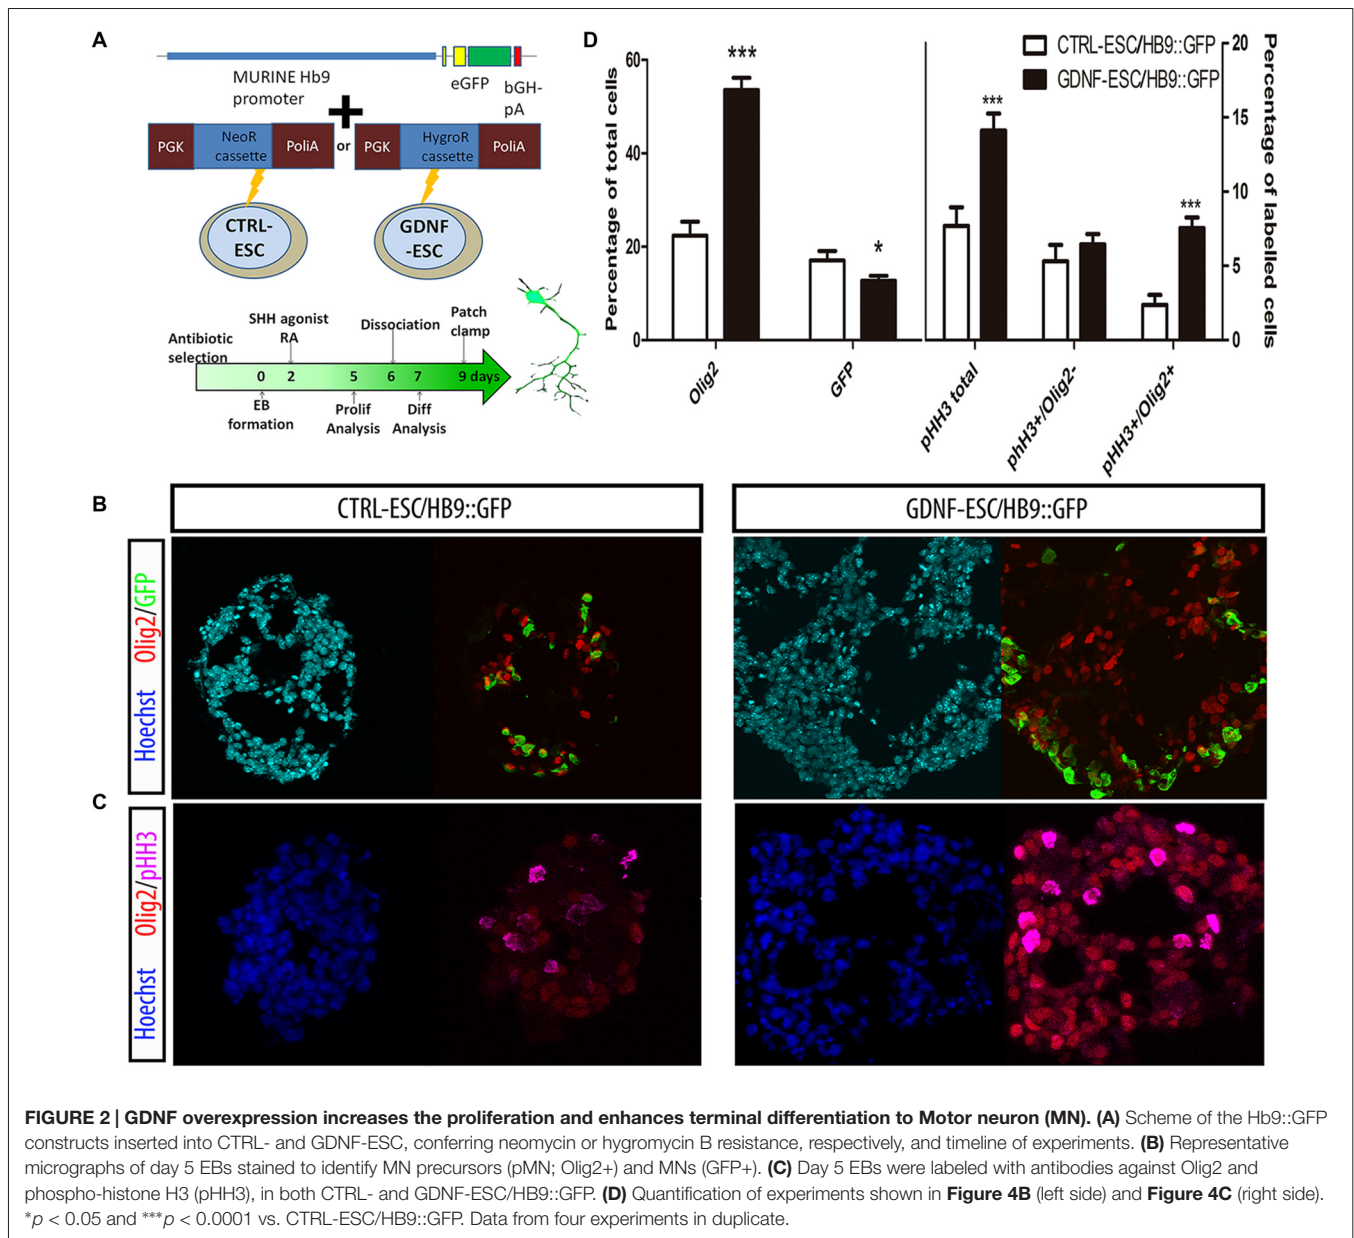 A
MURINE Hb9
promoter
eGFP
bGH-
pA
+
PGK
NeoR
cassette
PoliA
or
PGK
HygroR
cassette
PoliA
CTRL-
ESC
GDNF
-ESC
Antibiotic
selection
SHH agonist
RA
Dissociation
Patch
clamp
0 2 5 6 7 9 days
EB
formation
Prolif
Analysis
Diff
Analysis
D
CTRL-ESC/HB9::GFP
GDNF-ESC/HB9::GFP
Percentage of total cells
60
40
20
0
***
*
***
***
20
15
10
5
0
Percentage of labelled cells
Olig2
GFP
pHH3 total
phH3+/Olig2-
pHH3+/Olig2+
B
CTRL-ESC/HB9::GFP
GDNF-ESC/HB9::GFP
Hoechst Olig2/GFP
C
Hoechst Olig2/pHH3
FIGURE 2 | GDNF overexpression increases the proliferation and enhances terminal differentiation to Motor neuron (MN). (A) Scheme of the Hb9::GFP
constructs inserted into CTRL- and GDNF-ESC, conferring neomycin or hygromycin B resistance, respectively, and timeline of experiments. (B) Representative
micrographs of day 5 EBs stained to identify MN precursors (pMN; Olig2+) and MNs (GFP+). (C) Day 5 EBs were labeled with antibodies against Olig2 and
phospho-histone H3 (pHH3), in both CTRL- and GDNF-ESC/HB9::GFP. (D) Quantification of experiments shown in Figure 4B (left side) and Figure 4C (right side).
*p < 0.05 and ***p < 0.0001 vs. CTRL-ESC/HB9::GFP. Data from four experiments in duplicate.